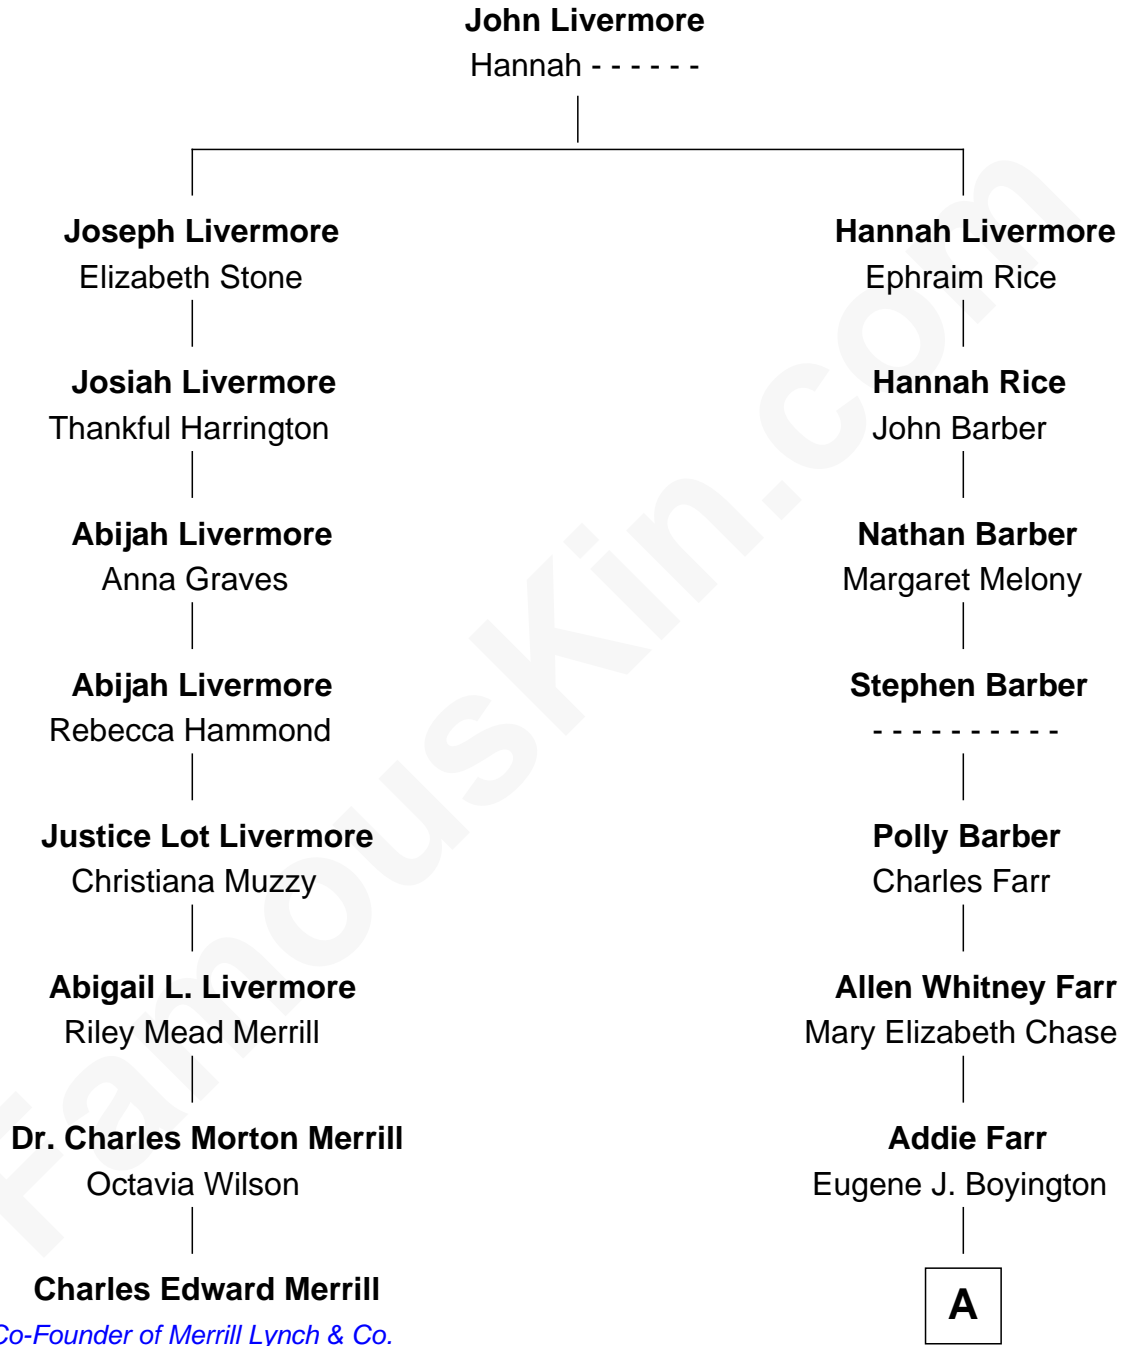 John Livermore
Hannah - - - - - -
Joseph Livermore
Elizabeth Stone
Hannah Livermore
Ephraim Rice
Josiah Livermore
Thankful Harrington
Hannah Rice
John Barber
Abijah Livermore
Anna Graves
Nathan Barber
Margaret Melony
Abijah Livermore
Rebecca Hammond
Stephen Barber
- - - - - - - - - -
Justice Lot Livermore
Christiana Muzzy
Polly Barber
Charles Farr
Abigail L. Livermore
Riley Mead Merrill
Allen Whitney Farr
Mary Elizabeth Chase
Dr. Charles Morton Merrill
Octavia Wilson
Addie Farr
Eugene J. Boyington
Charles Edward Merrill
Co-Founder of Merrill Lynch & Co.
A
FamousKin.com